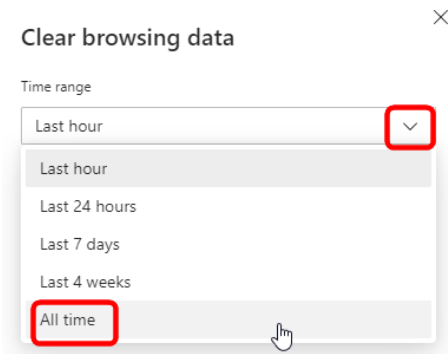 Clear browsing data
Time range
Last hour
Last hour
Last 24 hours
Last 7 days
Last 4 weeks
All time